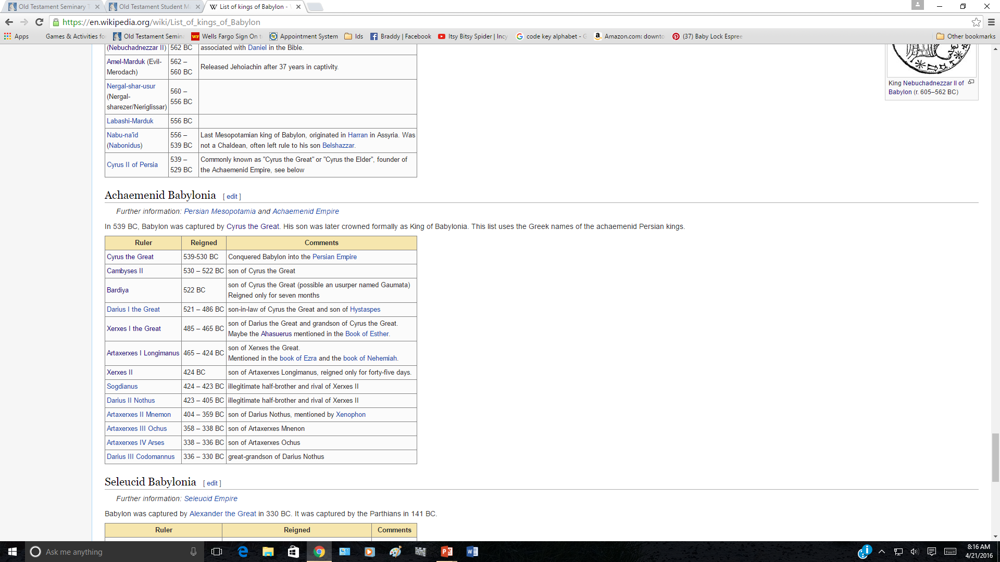 Old Testament Seminary T
Old Testament Student Ma
List of kings of Babylon -
https://en.wikipedia.org/wiki/List_of_kings_of_Babylon
Apps
Games & Activities fo
Old Testament Semina
Wells Fargo Sign On t
Appointment System
Ids
Braddy | Facebook
Itsy Bitsy Spider | Incy
code key alphabet - G
Amazon.com: downto
(37) Baby Lock Espree
Other bookmarks
(Nebuchadnezzar II) 562 BC associated with Daniel in the Bible.
Amel-Marduk (Evil-
Merodach)
562 –
560 BC
Released Jehoiachin after 37 years in captivity.
Nergal-shar-usur
(Nergal-
sharezer/Neriglissar)
560 –
556 BC
Labashi-Marduk 556 BC
Nabu-na'id
(Nabonidus)
556 –
539 BC
Last Mesopotamian king of Babylon, originated in Harran in Assyria. Was
not a Chaldean, often left rule to his son Belshazzar.
Cyrus II of Persia
539 –
529 BC
Commonly known as "Cyrus the Great" or "Cyrus the Elder", founder of
the Achaemenid Empire, see below
King Nebuchadnezzar II of
Babylon (r. 605–562 BC)
Achaemenid Babylonia [ edit ]
Further information: Persian Mesopotamia and Achaemenid Empire
In 539 BC, Babylon was captured by Cyrus the Great. His son was later crowned formally as King of Babylonia. This list uses the Greek names of the achaemenid Persian kings.
Ruler Reigned Comments
Cyrus the Great 539-530 BC Conquered Babylon into the Persian Empire
Cambyses II 530 – 522 BC son of Cyrus the Great
Bardiya 522 BC
son of Cyrus the Great (possible an usurper named Gaumata)
Reigned only for seven months
Darius I the Great 521 – 486 BC son-in-law of Cyrus the Great and son of Hystaspes
Xerxes I the Great 485 – 465 BC
son of Darius the Great and grandson of Cyrus the Great.
Maybe the Ahasuerus mentioned in the Book of Esther.
Artaxerxes I Longimanus 465 – 424 BC
son of Xerxes the Great.
Mentioned in the book of Ezra and the book of Nehemiah.
Xerxes II 424 BC son of Artaxerxes Longimanus, reigned only for forty-five days.
Sogdianus 424 – 423 BC illegitimate half-brother and rival of Xerxes II
Darius II Nothus 423 – 405 BC illegitimate half-brother and rival of Xerxes II
Artaxerxes II Mnemon 404 – 359 BC son of Darius Nothus, mentioned by Xenophon
Artaxerxes III Ochus 358 – 338 BC son of Artaxerxes Mnenon
Artaxerxes IV Arses 338 – 336 BC son of Artaxerxes Ochus
Darius III Codomannus 336 – 330 BC great-grandson of Darius Nothus
Seleucid Babylonia [ edit ]
Further information: Seleucid Empire
Babylon was captured by Alexander the Great in 330 BC. It was captured by the Parthians in 141 BC.
Ruler Reigned Comments
Ask me anything
8:16 AM
4/21/2016